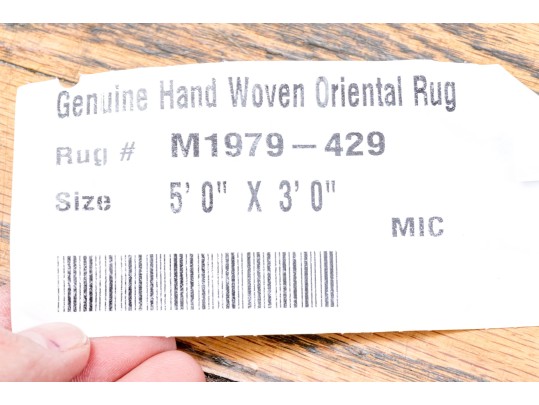 Genuine Hand Woven Oriental Rug
Rug # M1979-429
Size 5' 0" X 3' 0"
MIC